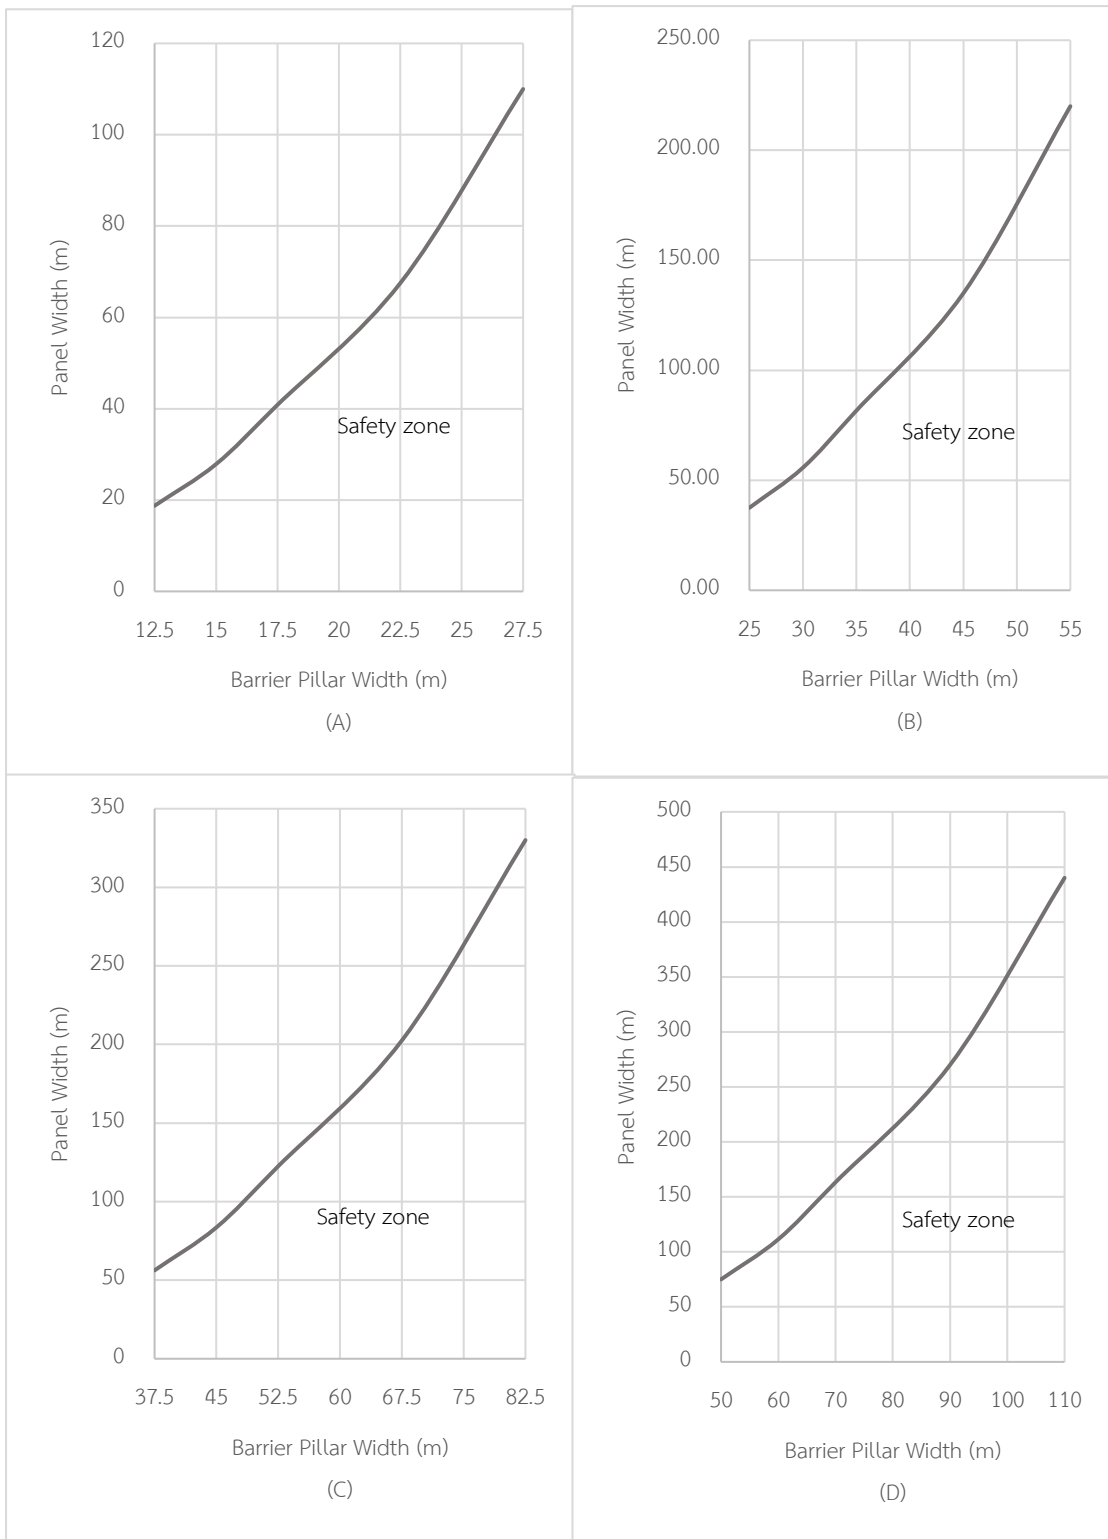 120
100
80
60
40
20
0
Panel Width (m)
Safety zone
12.5 15 17.5 20 22.5 25 27.5
Barrier Pillar Width (m)
(A)
250.00
200.00
150.00
100.00
50.00
0.00
Panel Width (m)
Safety zone
25 30 35 40 45 50 55
Barrier Pillar Width (m)
(B)
350
300
250
200
150
100
50
0
Panel Width (m)
Safety zone
37.5 45 52.5 60 67.5 75 82.5
Barrier Pillar Width (m)
(C)
500
450
400
350
300
250
200
150
100
50
0
Panel Width (m)
Safety zone
50 60 70 80 90 100 110
Barrier Pillar Width (m)
(D)